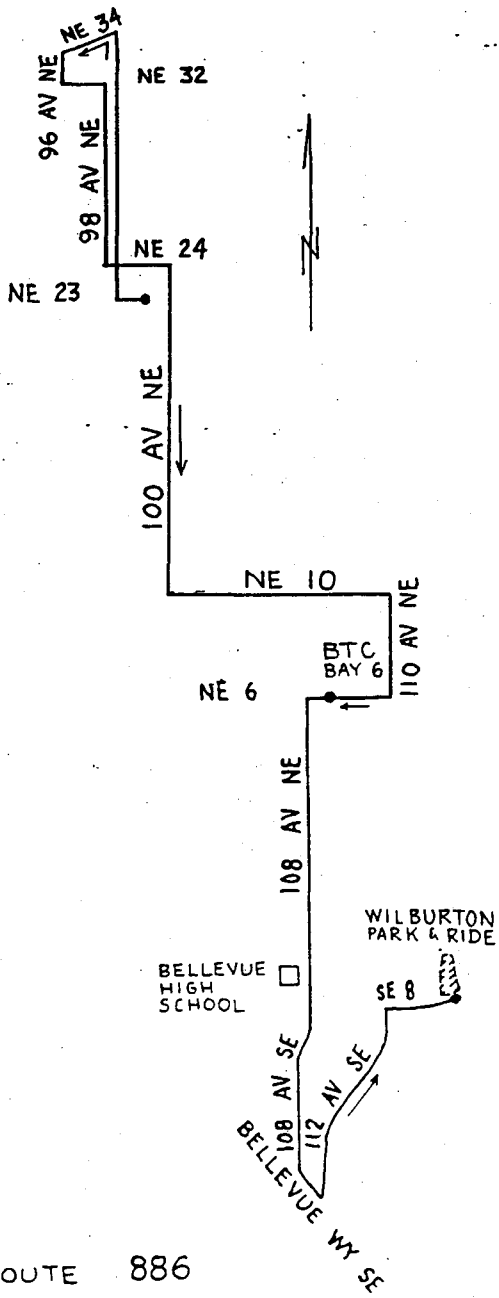 NE 34
96 AV NE
NE 32
98 AV NE
N
NE 24
NE 23
100 AV NE
NE 10
110 AV NE
BTC
BAY 6
NE 6
108 AV NE
WILBURTON
PARK & RIDE
BELLEVUE
HIGH
SCHOOL
SE 8
108 AV SE
112 AV SE
BELLEVUE WY SE
OUTE 886